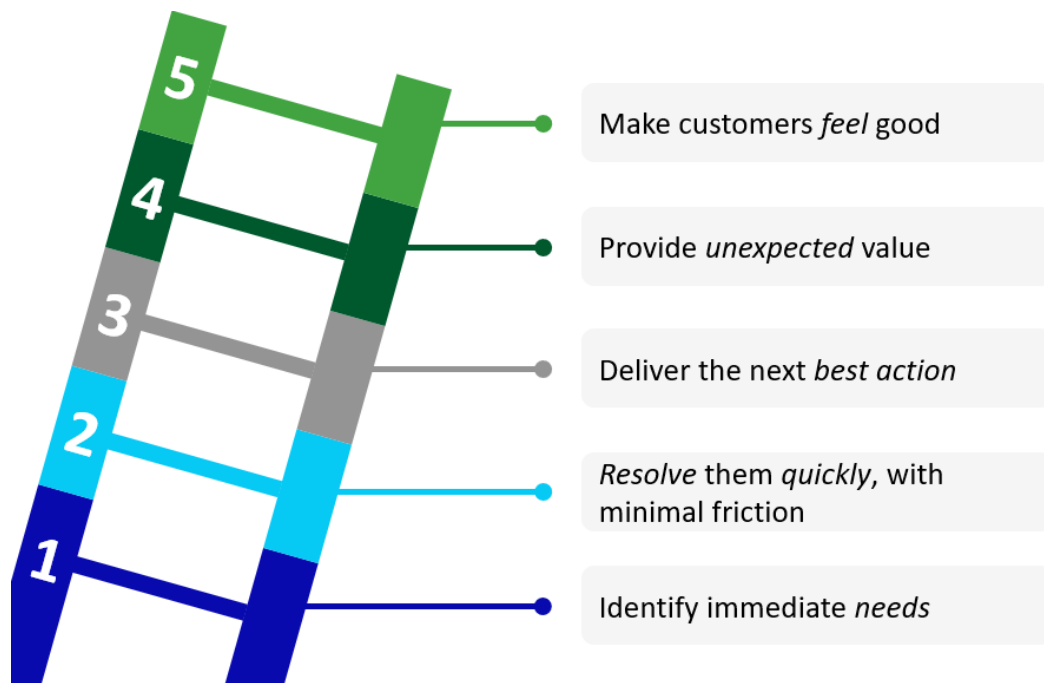 5
Make customers feel good
4
Provide unexpected value
3
Deliver the next best action
2
Resolve them quickly, with
minimal friction
1
Identify immediate needs